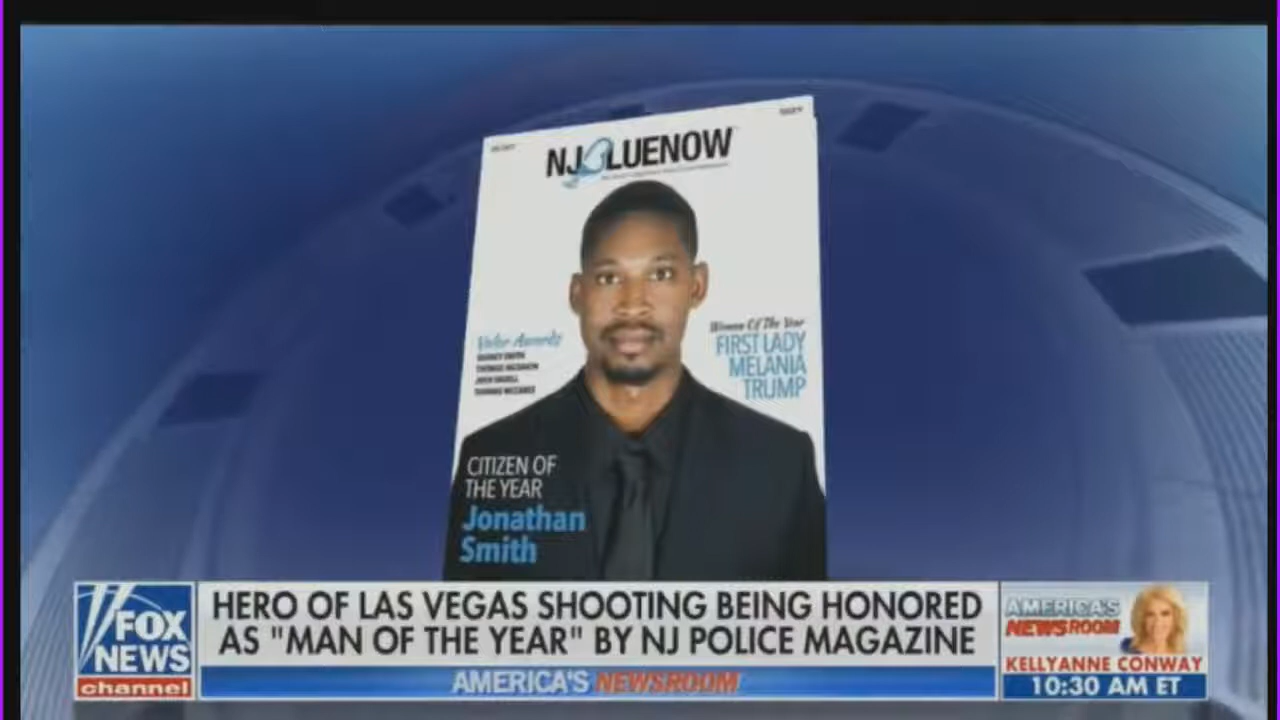 NJBLUENOW
Valor Awards
Women Of The Year
FIRST LADY
MELANIA
TRUMP
CITIZEN OF
THE YEAR
Jonathan
Smith
FOX
NEWS
channel
HERO OF LAS VEGAS SHOOTING BEING HONORED
AS "MAN OF THE YEAR" BY NJ POLICE MAGAZINE
AMERICA'S NEWSROOM
AMERICA'S
NEWSROOM
KELLYANNE CONWAY
10:30 AM ET